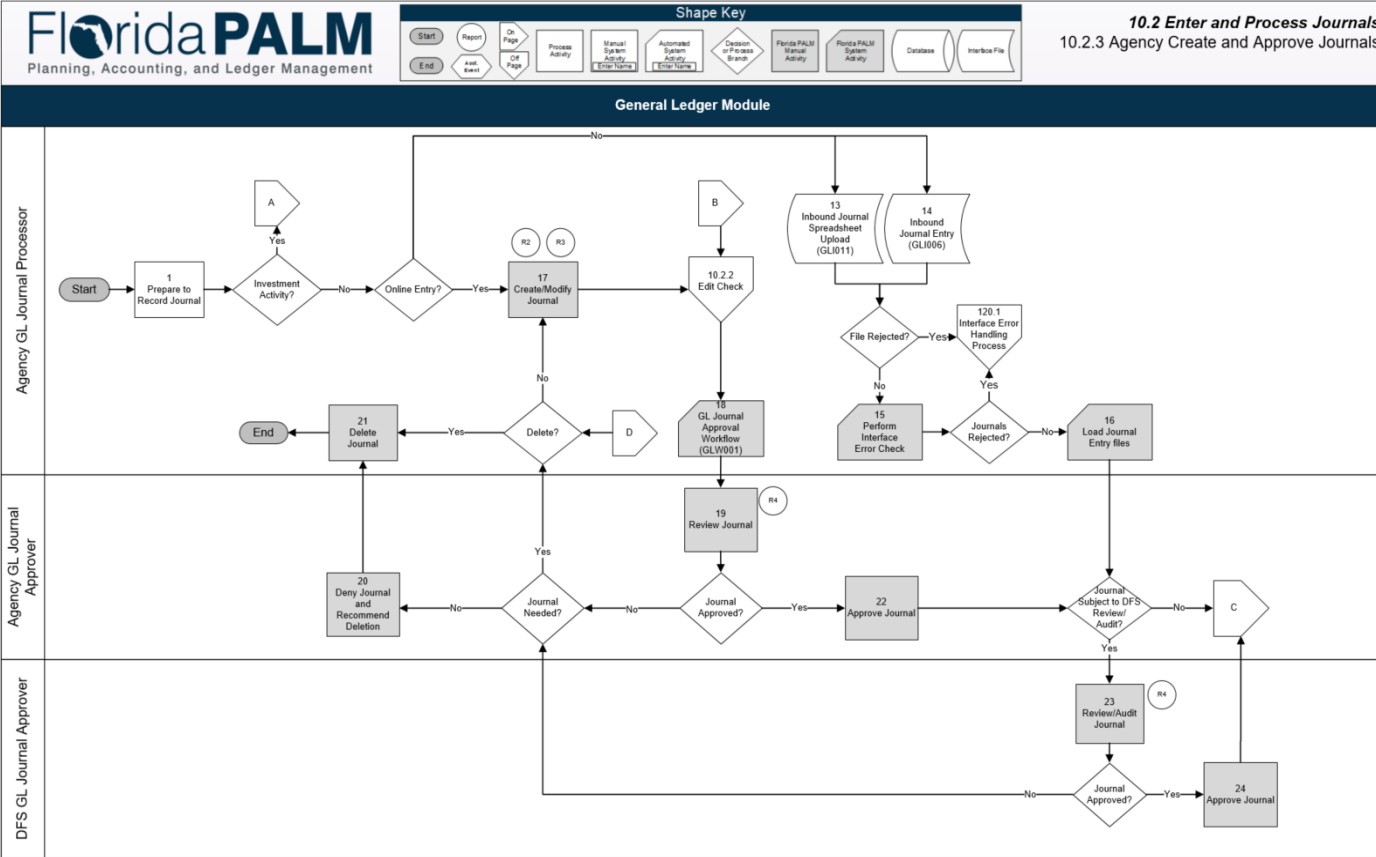 Florida PALM
Planning, Accounting, and Ledger Management
Shape Key
Start
End
Report
Acct.
Event
On
Page
Off
Page
Process
Activity
Manual
System
Activity
Enter Name
Automated
System
Activity
Enter Name
Decision
or Process
Branch
Florida PALM
Manual
Activity
Florida PALM
System
Activity
Database
Interface File
10.2 Enter and Process Journals
10.2.3 Agency Create and Approve Journals
General Ledger Module
Agency GL Journal Processor
No
A
Yes
Start
1
Prepare to
Record Journal
Investment
Activity?
No
Online Entry?
Yes
R2
R3
17
Create/Modify
Journal
B
10.2.2
Edit Check
13
Inbound Journal
Spreadsheet
Upload
(GLI011)
14
Inbound
Journal Entry
(GLI006)
File Rejected?
Yes
120.1
Interface Error
Handling
Process
No
Yes
No
End
21
Delete
Journal
Yes
Delete?
D
18
GL Journal
Approval
Workflow
(GLW001)
15
Perform
Interface
Error Check
Journals
Rejected?
No
16
Load Journal
Entry files
Agency GL Journal
Approver
19
Review Journal
R4
Yes
20
Deny Journal
and
Recommend
Deletion
No
Journal
Needed?
No
Journal
Approved?
Yes
22
Approve Journal
Journal
Subject to DFS
Review/
Audit?
No
C
Yes
DFS GL Journal Approver
23
Review/Audit
Journal
R4
No
Journal
Approved?
Yes
24
Approve Journal